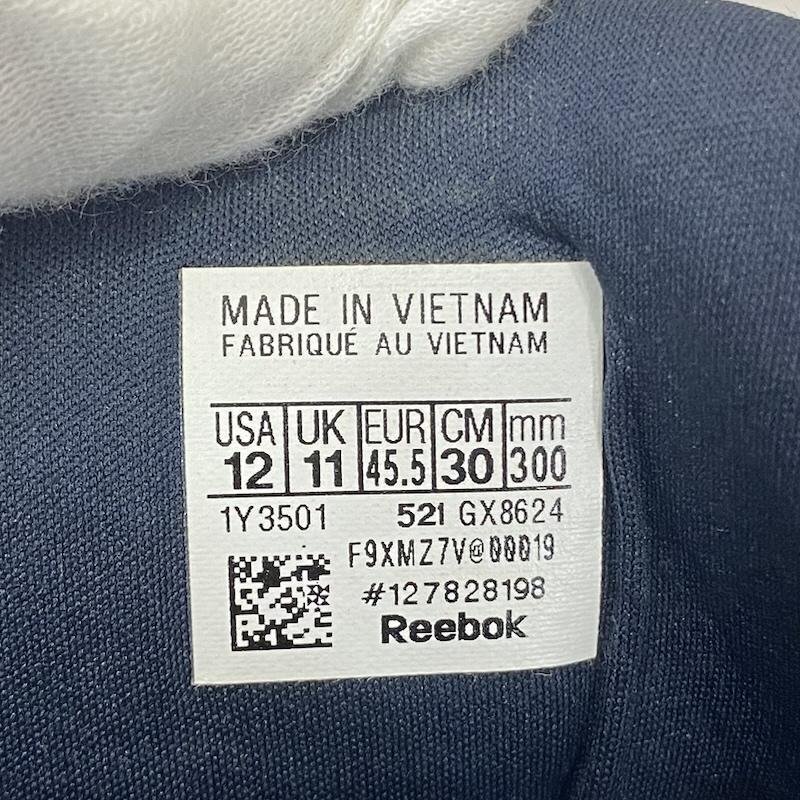 MADE IN VIETNAM
FABRIQUÉ AU VIETNAM
USA UK EUR CM mm
12 11 45.5 30 300
1Y3501 521 GX8624
F9XMZ7V@00019
#127828198
Reebok